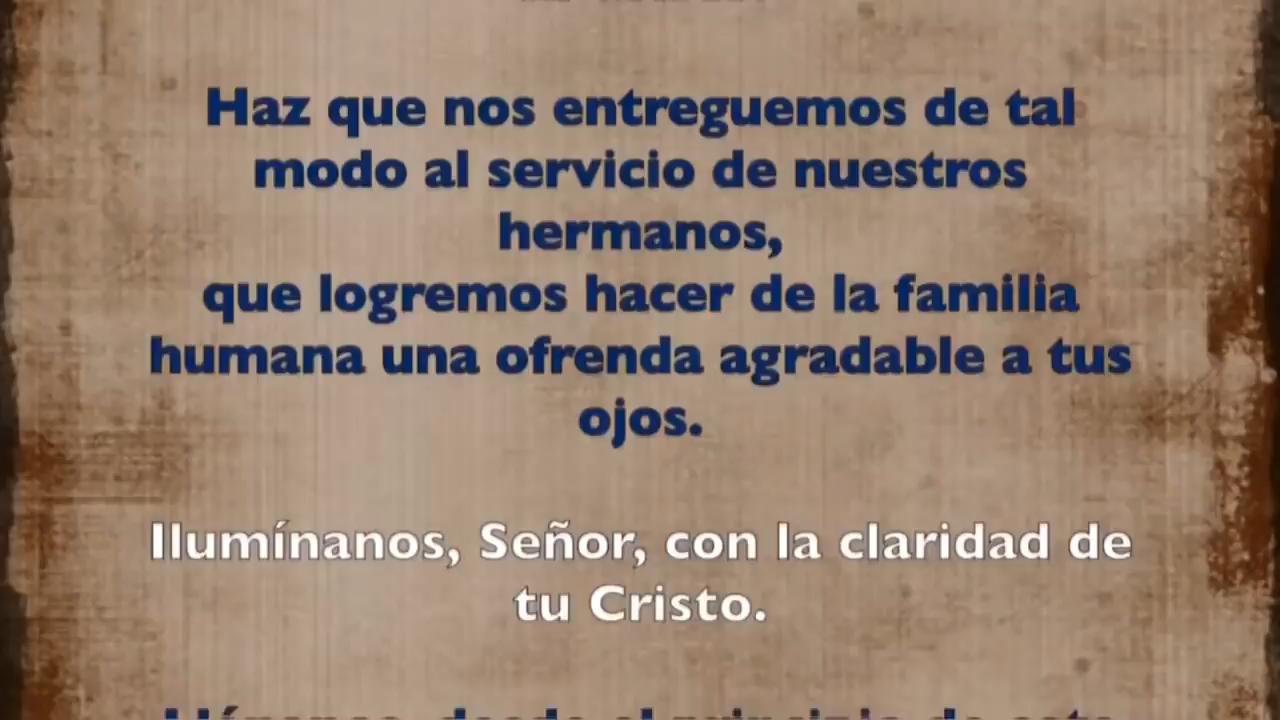 Haz que nos entreguemos de tal
modo al servicio de nuestros
hermanos,
que logremos hacer de la familia
humana una ofrenda agradable a tus
ojos.
Ilumínanos, Señor, con la claridad de
tu Cristo.